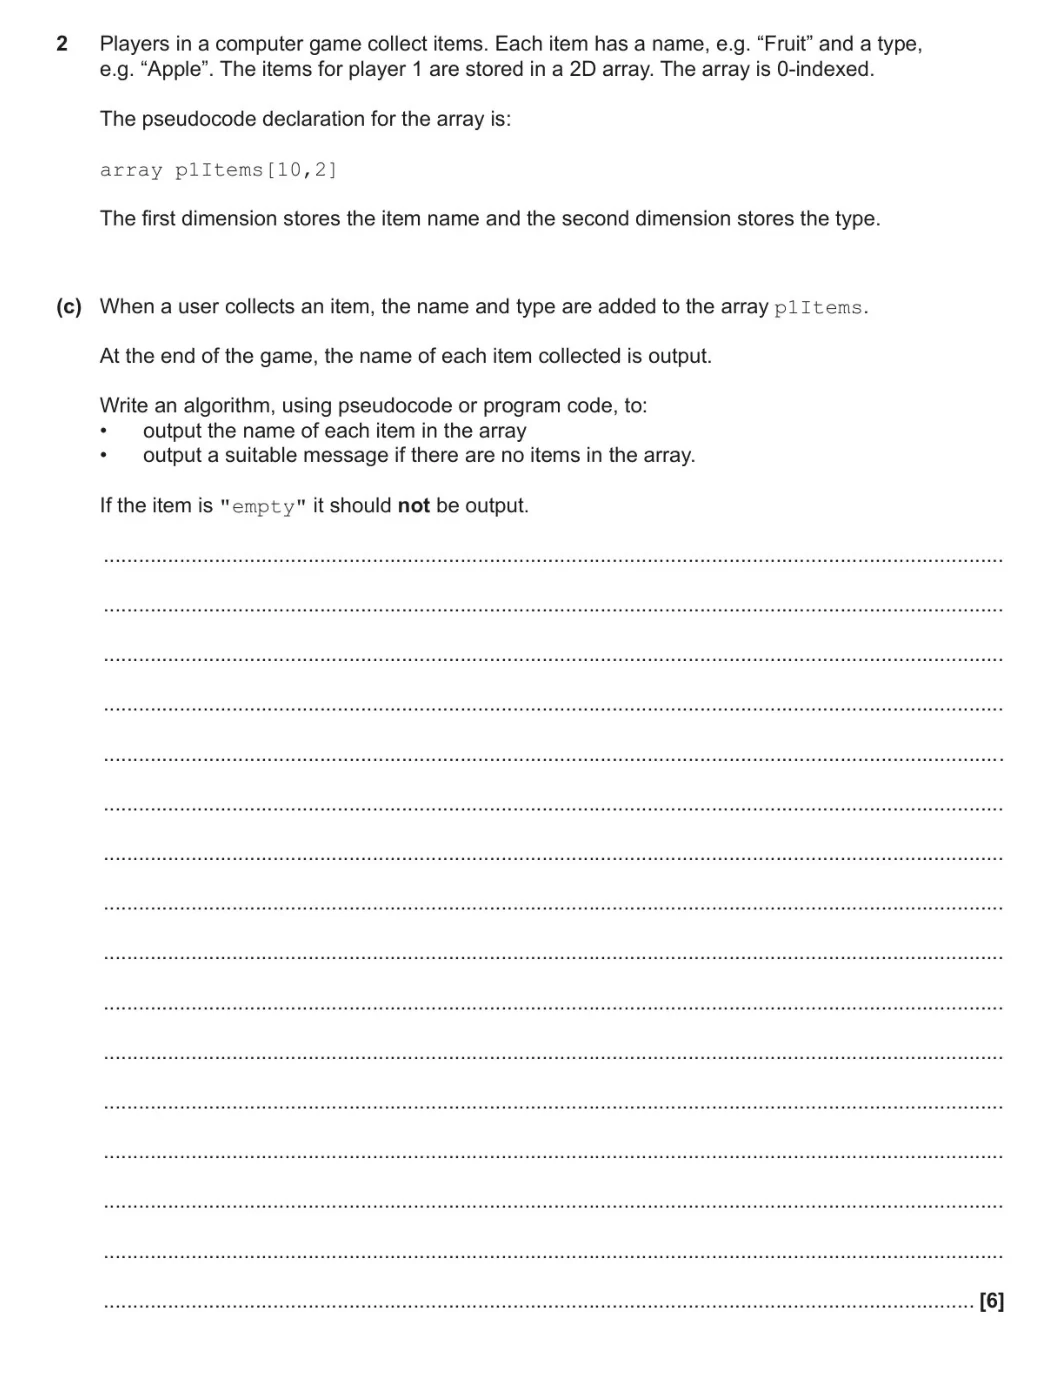 2 Players in a computer game collect items. Each item has a name, e.g. “Fruit” and a type,
e.g. “Apple”. The items for player 1 are stored in a 2D array. The array is 0-indexed.
The pseudocode declaration for the array is:
array p1Items[10,2]
The first dimension stores the item name and the second dimension stores the type.
(c) When a user collects an item, the name and type are added to the array p1Items.
At the end of the game, the name of each item collected is output.
Write an algorithm, using pseudocode or program code, to:
• output the name of each item in the array
• output a suitable message if there are no items in the array.
If the item is "empty" it should not be output.
[6]